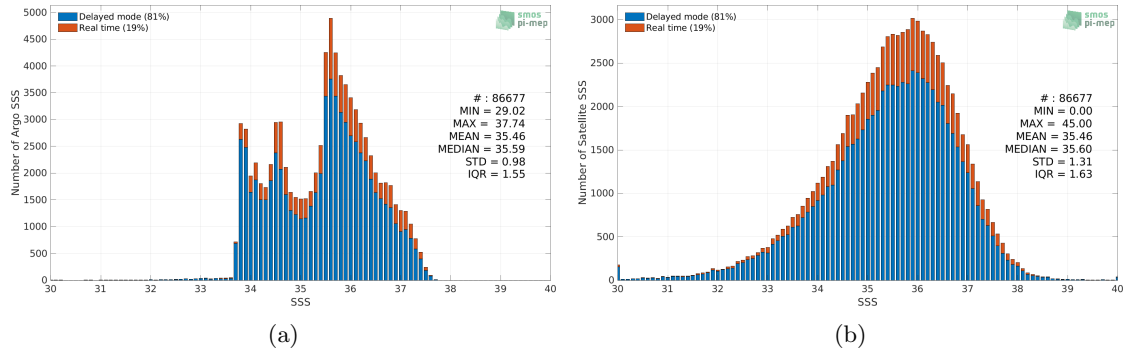 Delayed mode (81%)
Real time (19%)
smos
pi-mep
Number of Argo SSS
5000
4500
4000
3500
3000
2500
2000
1500
1000
500
0
# : 86677
MIN = 29.02
MAX = 37.74
MEAN = 35.46
MEDIAN = 35.59
STD = 0.98
IQR = 1.55
30 31 32 33 34 35 36 37 38 39 40
SSS
(a)
Delayed mode (81%)
Real time (19%)
smos
pi-mep
Number of Satellite SSS
3000
2500
2000
1500
1000
500
0
# : 86677
MIN = 0.00
MAX = 45.00
MEAN = 35.46
MEDIAN = 35.60
STD = 1.31
IQR = 1.63
30 31 32 33 34 35 36 37 38 39 40
SSS
(b)